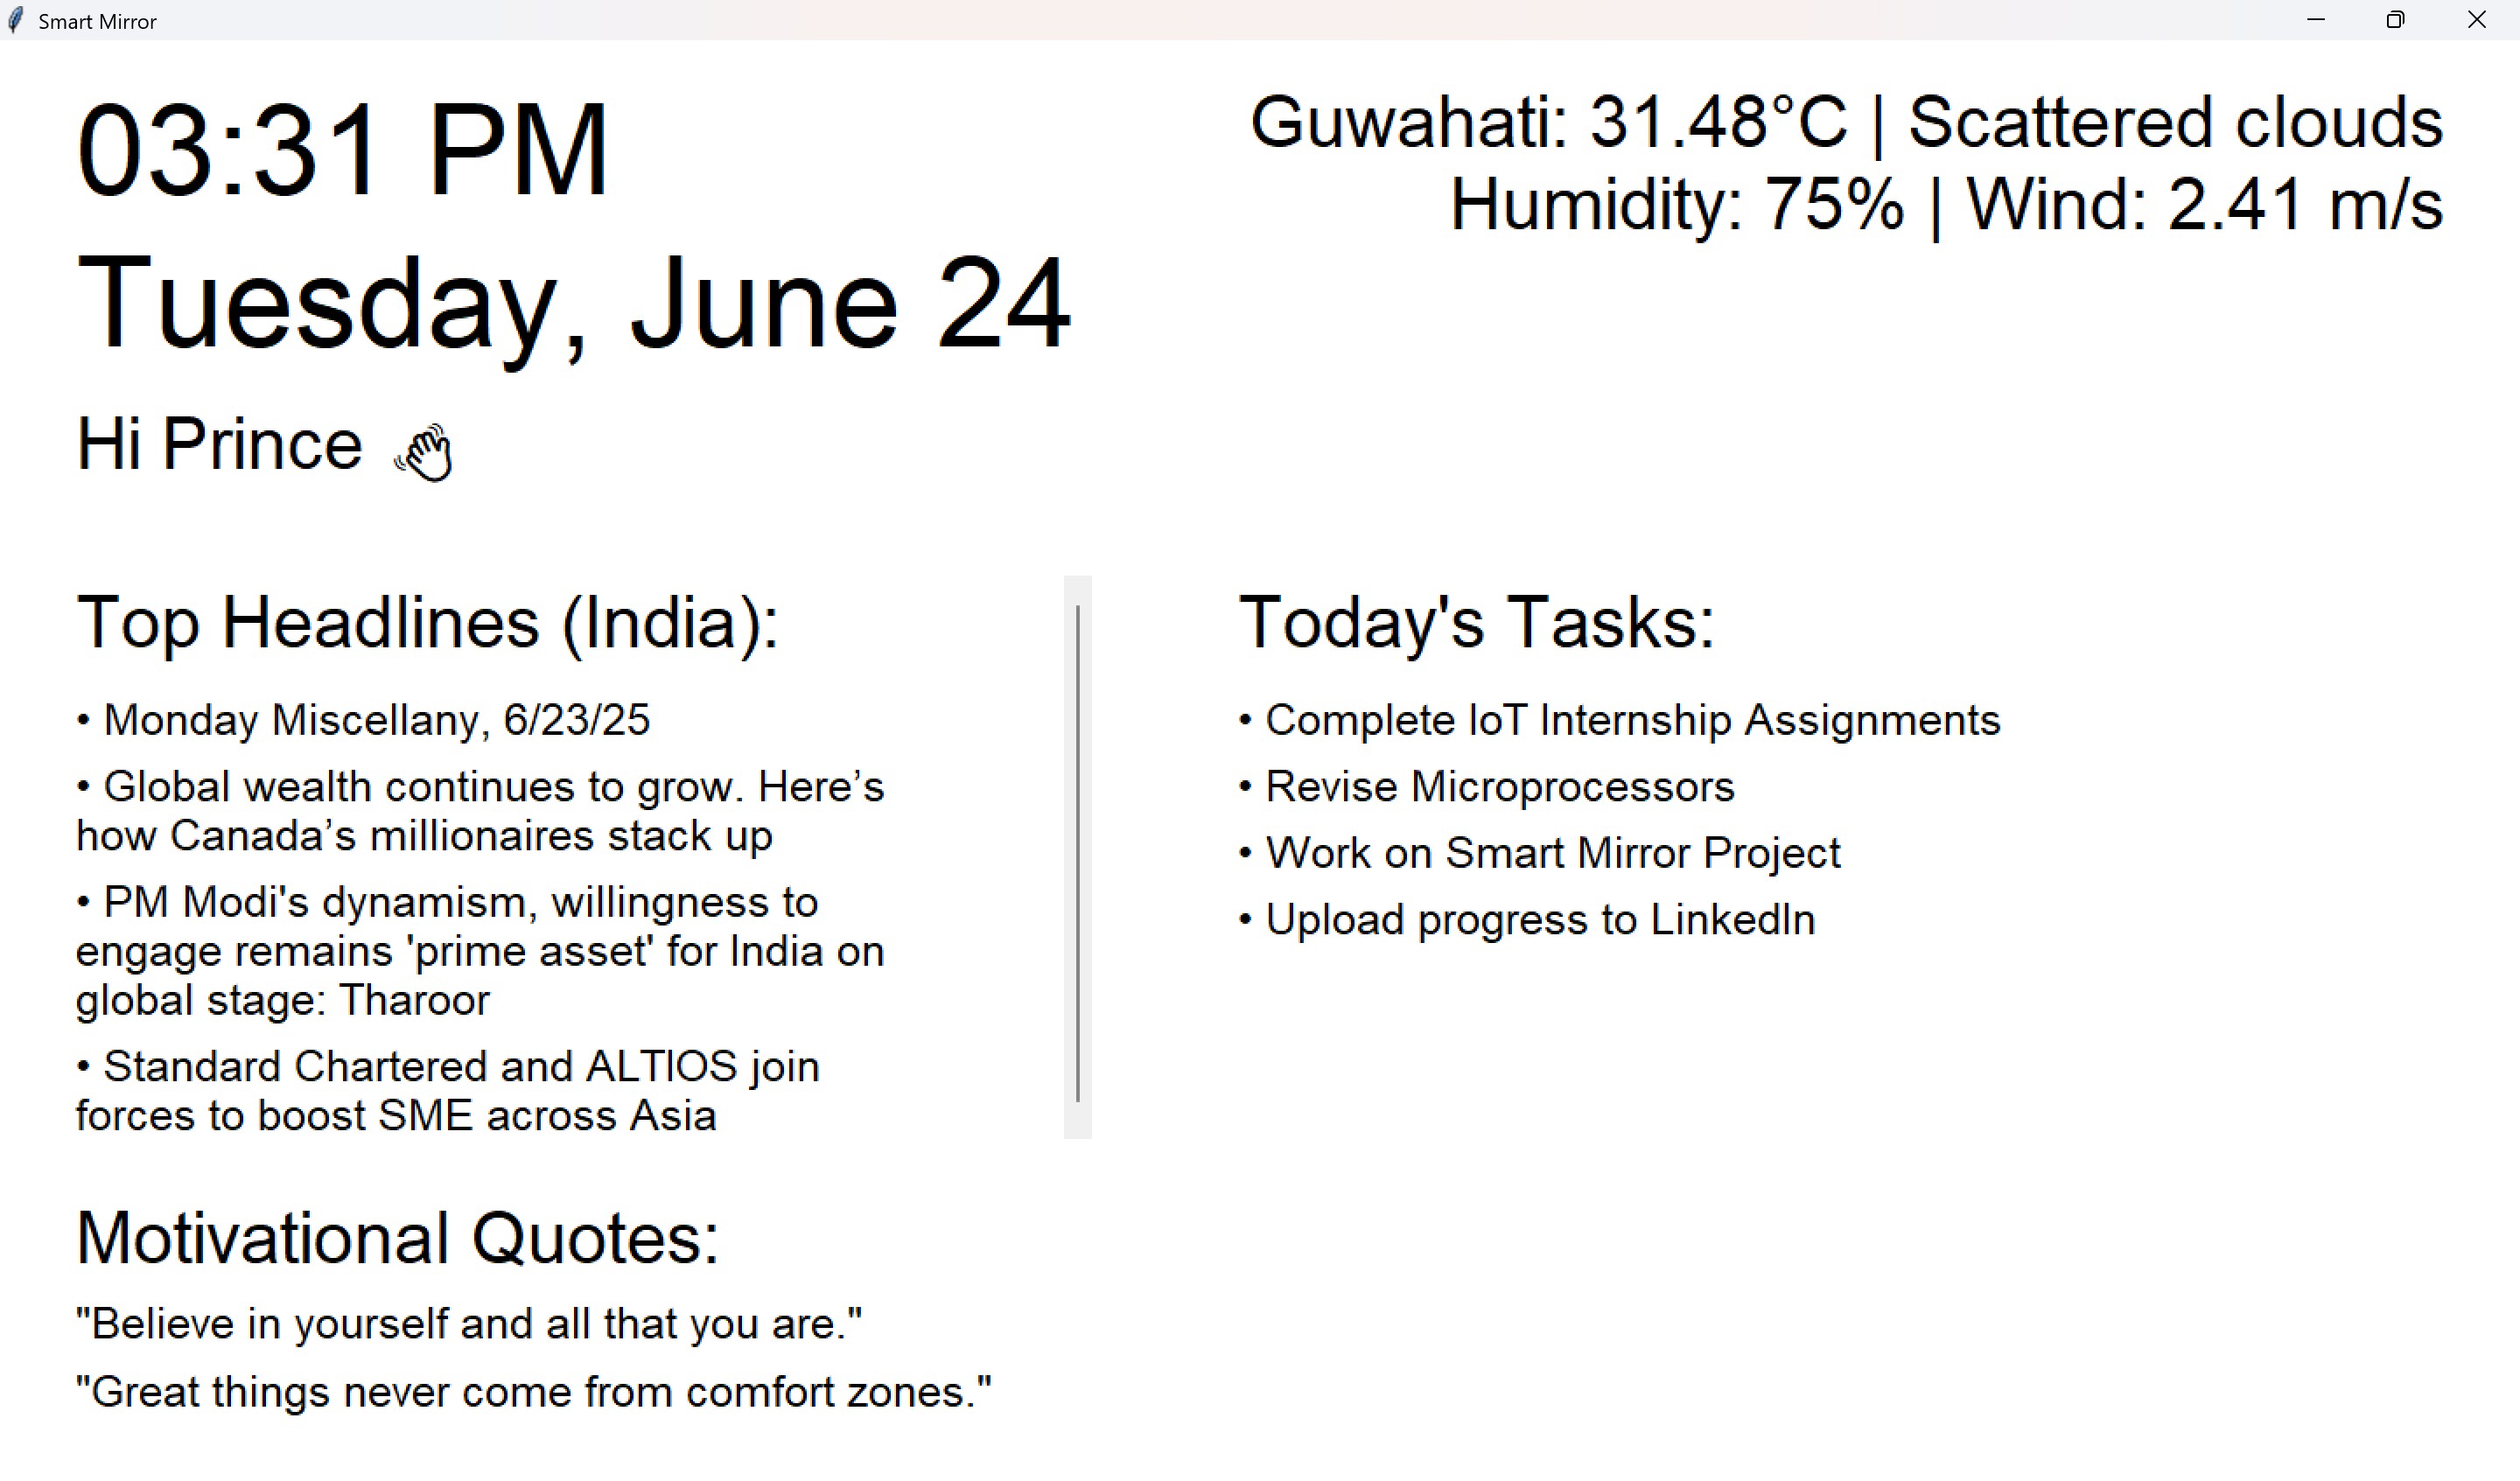 Smart Mirror
03:31 PM
Tuesday, June 24
Guwahati: 31.48°C | Scattered clouds
Humidity: 75% | Wind: 2.41 m/s
Hi Prince 👋
Top Headlines (India):
• Monday Miscellany, 6/23/25
• Global wealth continues to grow. Here’s
how Canada’s millionaires stack up
• PM Modi's dynamism, willingness to
engage remains 'prime asset' for India on
global stage: Tharoor
• Standard Chartered and ALTIOS join
forces to boost SME across Asia
Today's Tasks:
• Complete IoT Internship Assignments
• Revise Microprocessors
• Work on Smart Mirror Project
• Upload progress to LinkedIn
Motivational Quotes:
"Believe in yourself and all that you are."
"Great things never come from comfort zones."